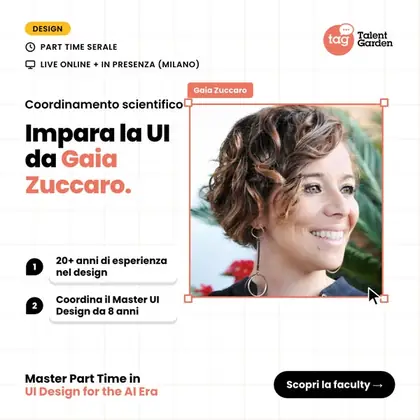 DESIGN
PART TIME SERALE
LIVE ONLINE + IN PRESENZA (MILANO)
tag
Talent
Garden
Coordinamento scientifico
Gaia Zuccaro
Impara la UI
da Gaia
Zuccaro.
1
20+ anni di esperienza
nel design
2
Coordina il Master UI
Design da 8 anni
Master Part Time in
UI Design for the AI Era
Scopri la faculty →